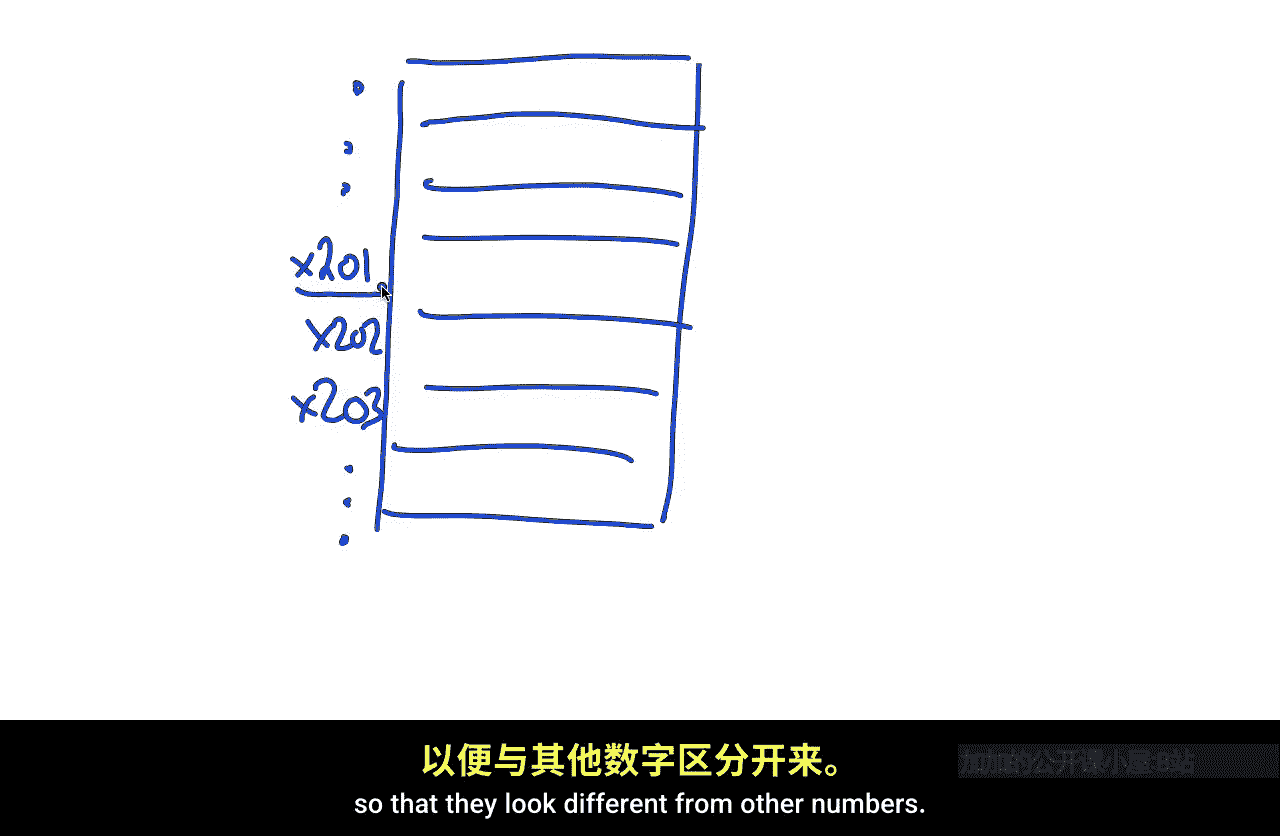 x201
x202
x203
以便与其他数字区分开来。
so that they look different from other numbers.